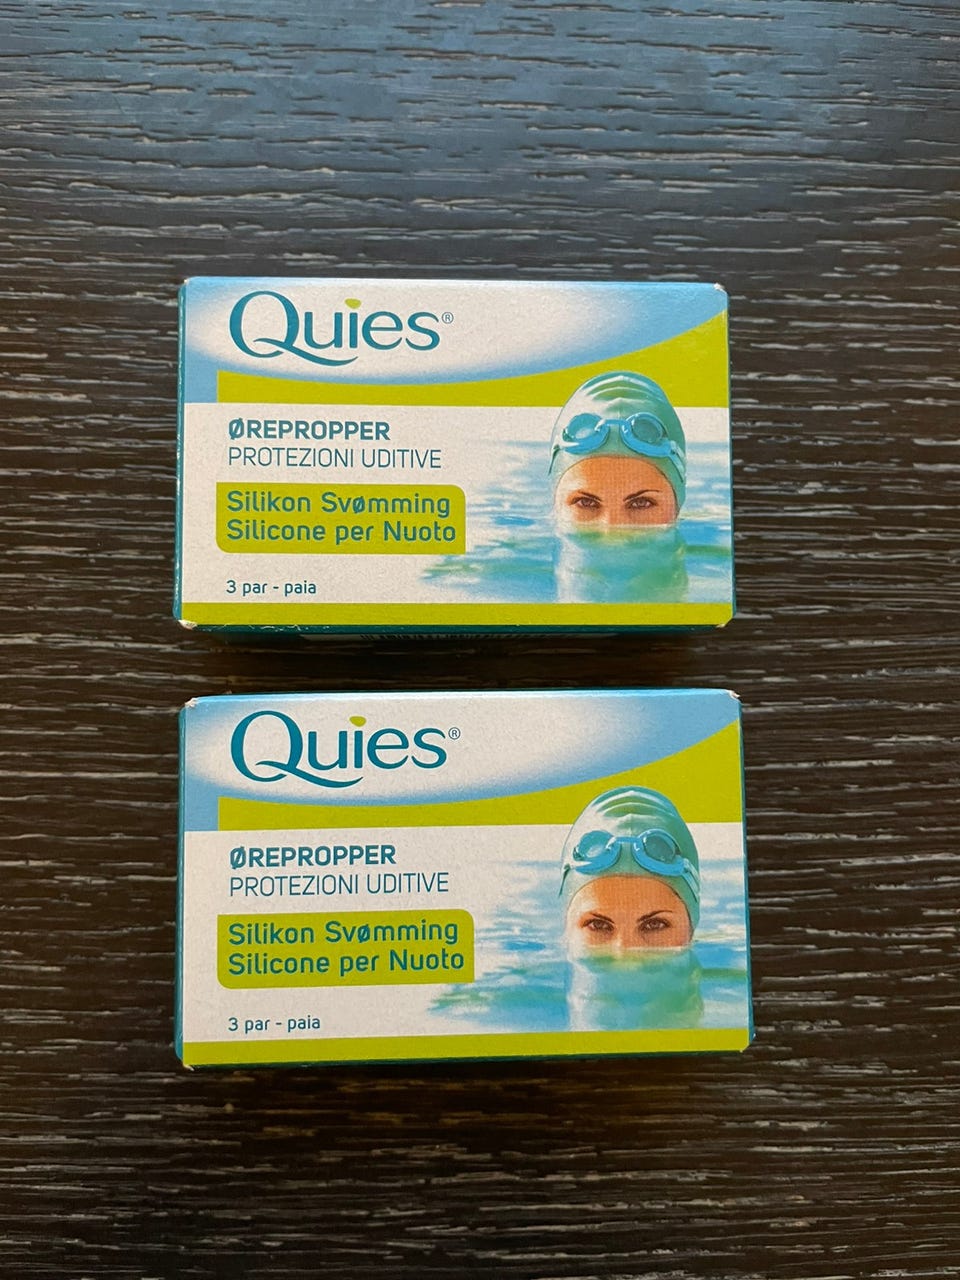 Quies®
ØREPROPPER
PROTEZIONI UDITIVE
Silikon Svømming
Silicone per Nuoto
3 par - paia
Quies®
ØREPROPPER
PROTEZIONI UDITIVE
Silikon Svømming
Silicone per Nuoto
3 par - paia